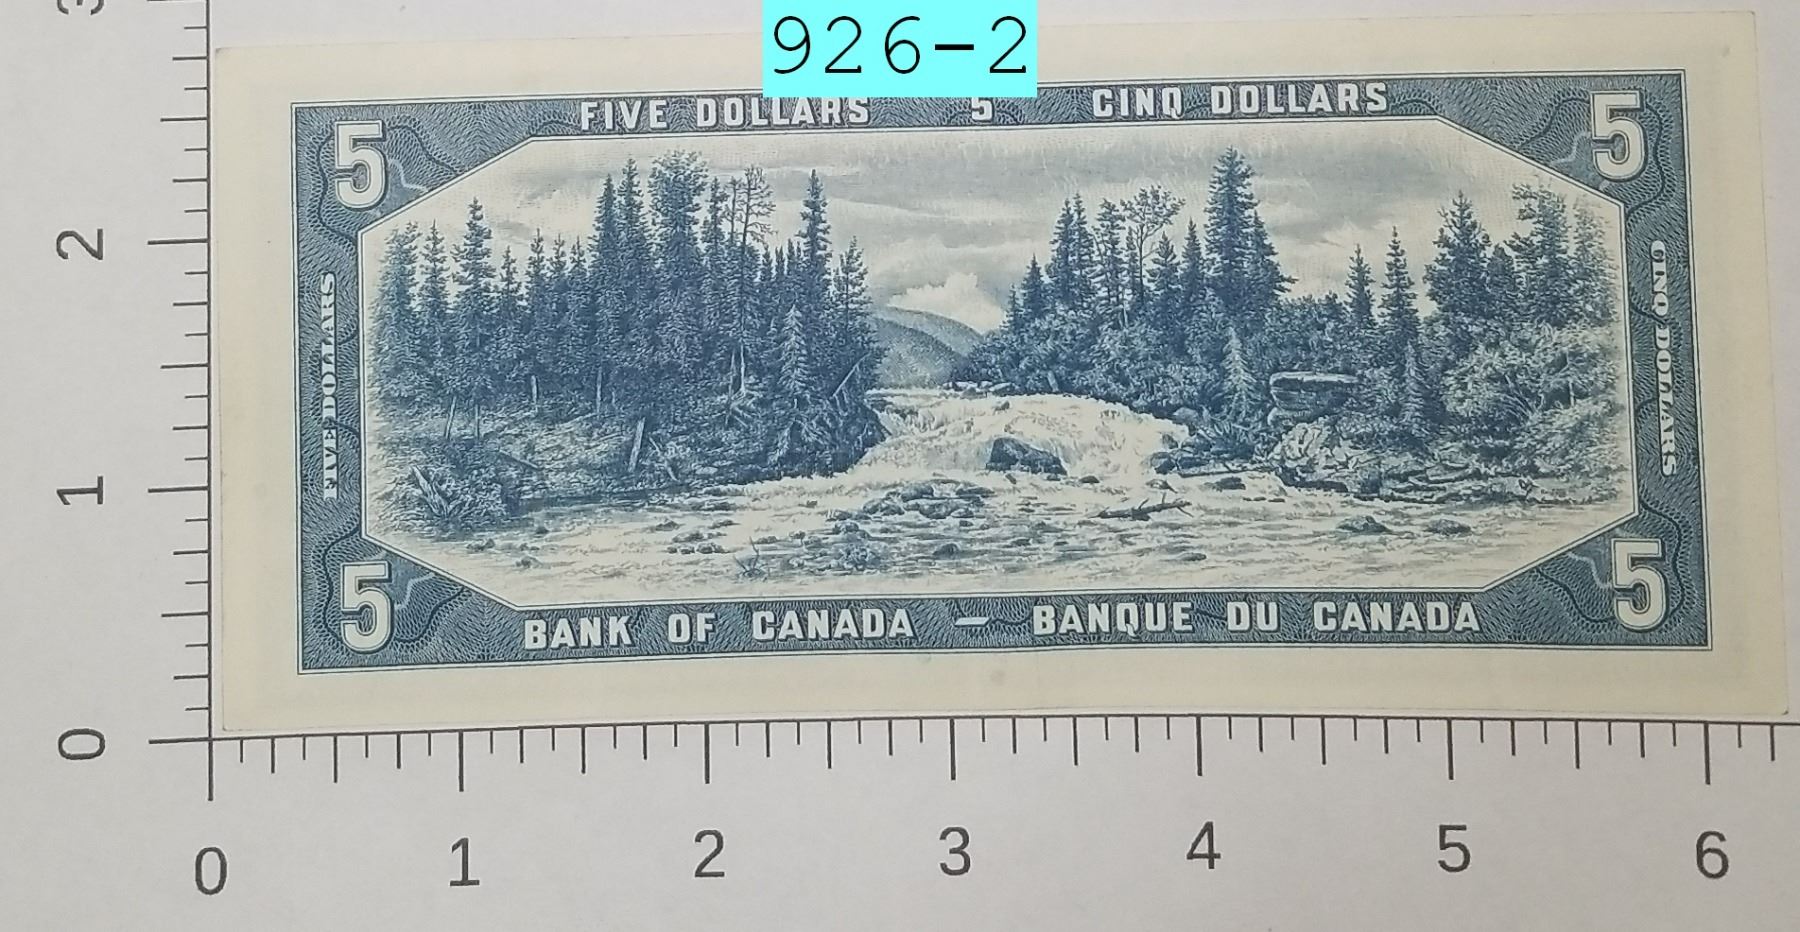 926-2
FIVE DOLLARS 5 CINQ DOLLARS
5 5
FIVE DOLLARS
CINQ DOLLARS
5 5
BANK OF CANADA – BANQUE DU CANADA
3
2
1
0
0 1 2 3 4 5 6